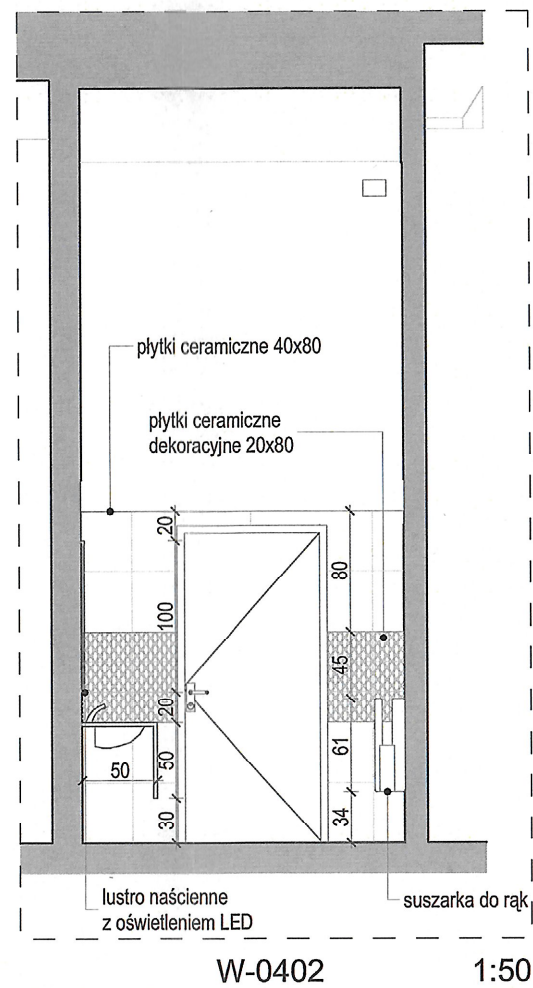 płytki ceramiczne 40x80
płytki ceramiczne
dekoracyjne 20x80
20
100
20
50
30
50
80
45
61
34
lustro naścienne
z oświetleniem LED
suszarka do rąk
W-0402
1:50